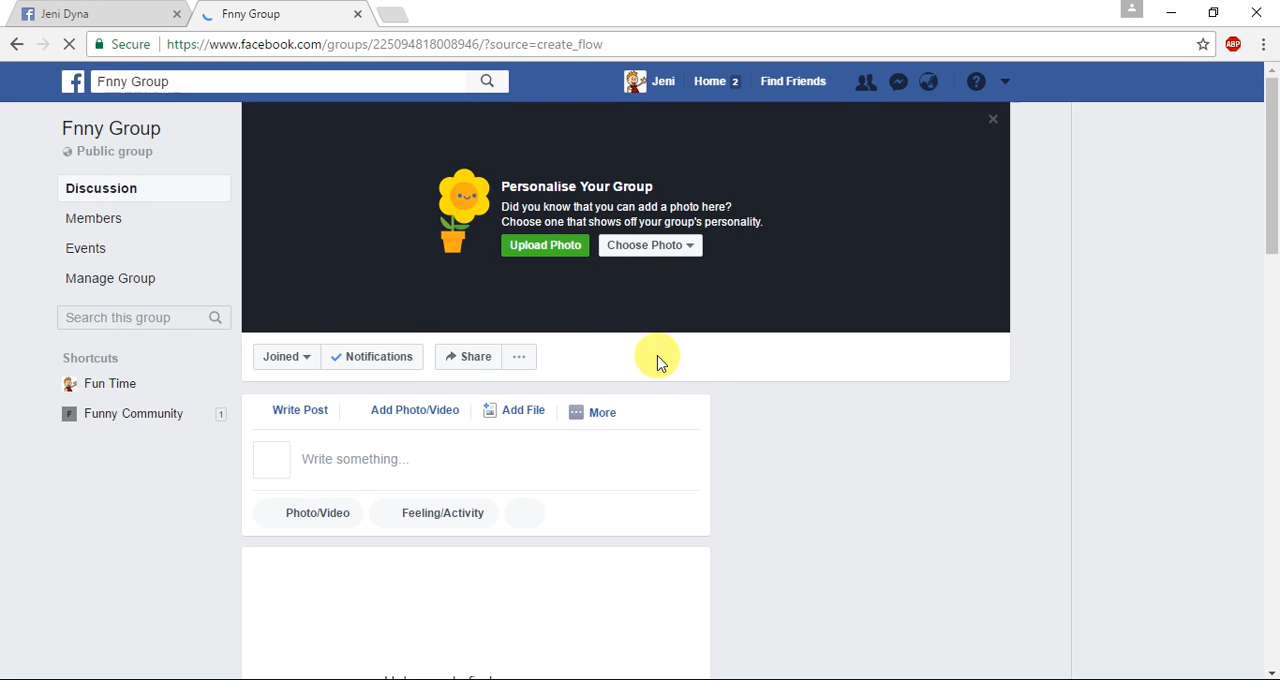 Jeni Dyna
Fnny Group
Secure
https://www.facebook.com/groups/225094818008946/?source=create_flow
ABP
Fnny Group
Jeni
Home 2
Find Friends
Fnny Group
Public group
Discussion
Members
Events
Manage Group
Search this group
Shortcuts
Fun Time
F Funny Community 1
Personalise Your Group
Did you know that you can add a photo here?
Choose one that shows off your group's personality.
Upload Photo
Choose Photo
Joined
Notifications
Share
Write Post
Add Photo/Video
Add File
More
Write something...
Photo/Video
Feeling/Activity